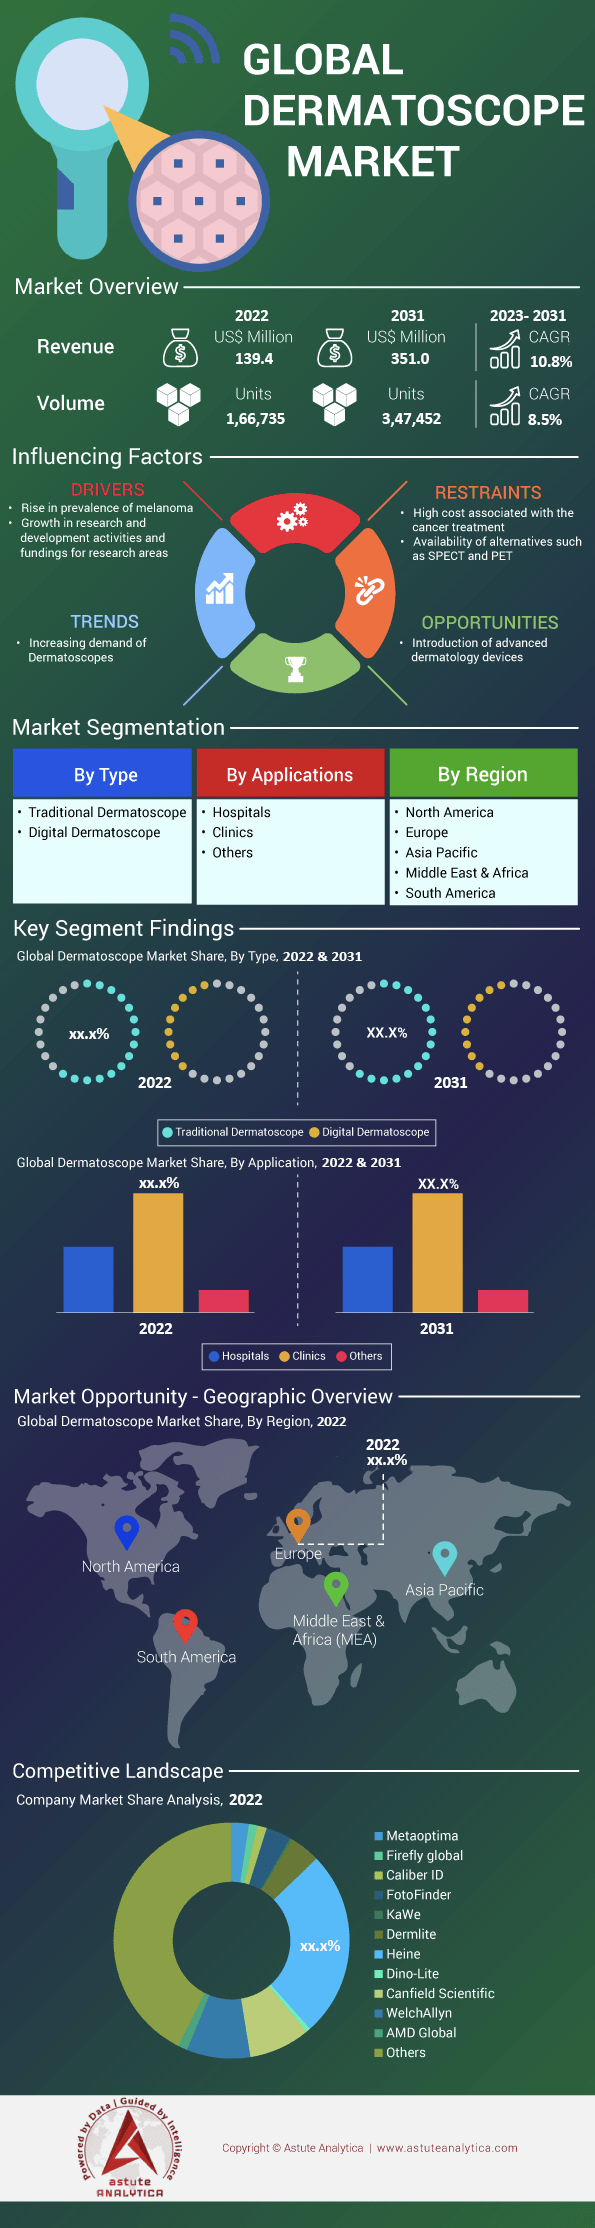 GLOBAL
DERMATOSCOPE
MARKET
Market Overview
2022
2031
2023- 2031
Revenue
US$ Million
139.4
US$ Million
351.0
CAGR
10.8%
Volume
Units
1,66,735
Units
3,47,452
CAGR
8.5%
Influencing Factors
DRIVERS
• Rise in prevalence of melanoma
• Growth in research and
development activities and
fundings for research areas
RESTRAINTS
• High cost associated with the
cancer treatment
• Availability of alternatives such
as SPECT and PET
TRENDS
• Increasing demand of
Dermatoscopes
OPPORTUNITIES
• Introduction of advanced
dermatology devices
Market Segmentation
By Type
• Traditional Dermatoscope
• Digital Dermatoscope
By Applications
• Hospitals
• Clinics
• Others
By Region
• North America
• Europe
• Asia Pacific
• Middle East & Africa
• South America
Key Segment Findings
Global Dermatoscope Market Share, By Type, 2022 & 2031
xx.x%
2022
XX.X%
2031
Traditional Dermatoscope
Digital Dermatoscope
Global Dermatoscope Market Share, By Application, 2022 & 2031
xx.x%
2022
XX.X%
2031
Hospitals
Clinics
Others
Market Opportunity - Geographic Overview
Global Dermatoscope Market Share, By Region, 2022
2022
xx.x%
North America
Europe
Asia Pacific
Middle East &
Africa (MEA)
South America
Competitive Landscape
Company Market Share Analysis, 2022
xx.x%
Metaoptima
Firefly global
Caliber ID
FotoFinder
KaWe
Dermlite
Heine
Dino-Lite
Canfield Scientific
WelchAllyn
AMD Global
Others
Powered by Data | Guided by Intelligence
astute
ANALYTICA
Copyright © Astute Analytica | www.astuteanalytica.com